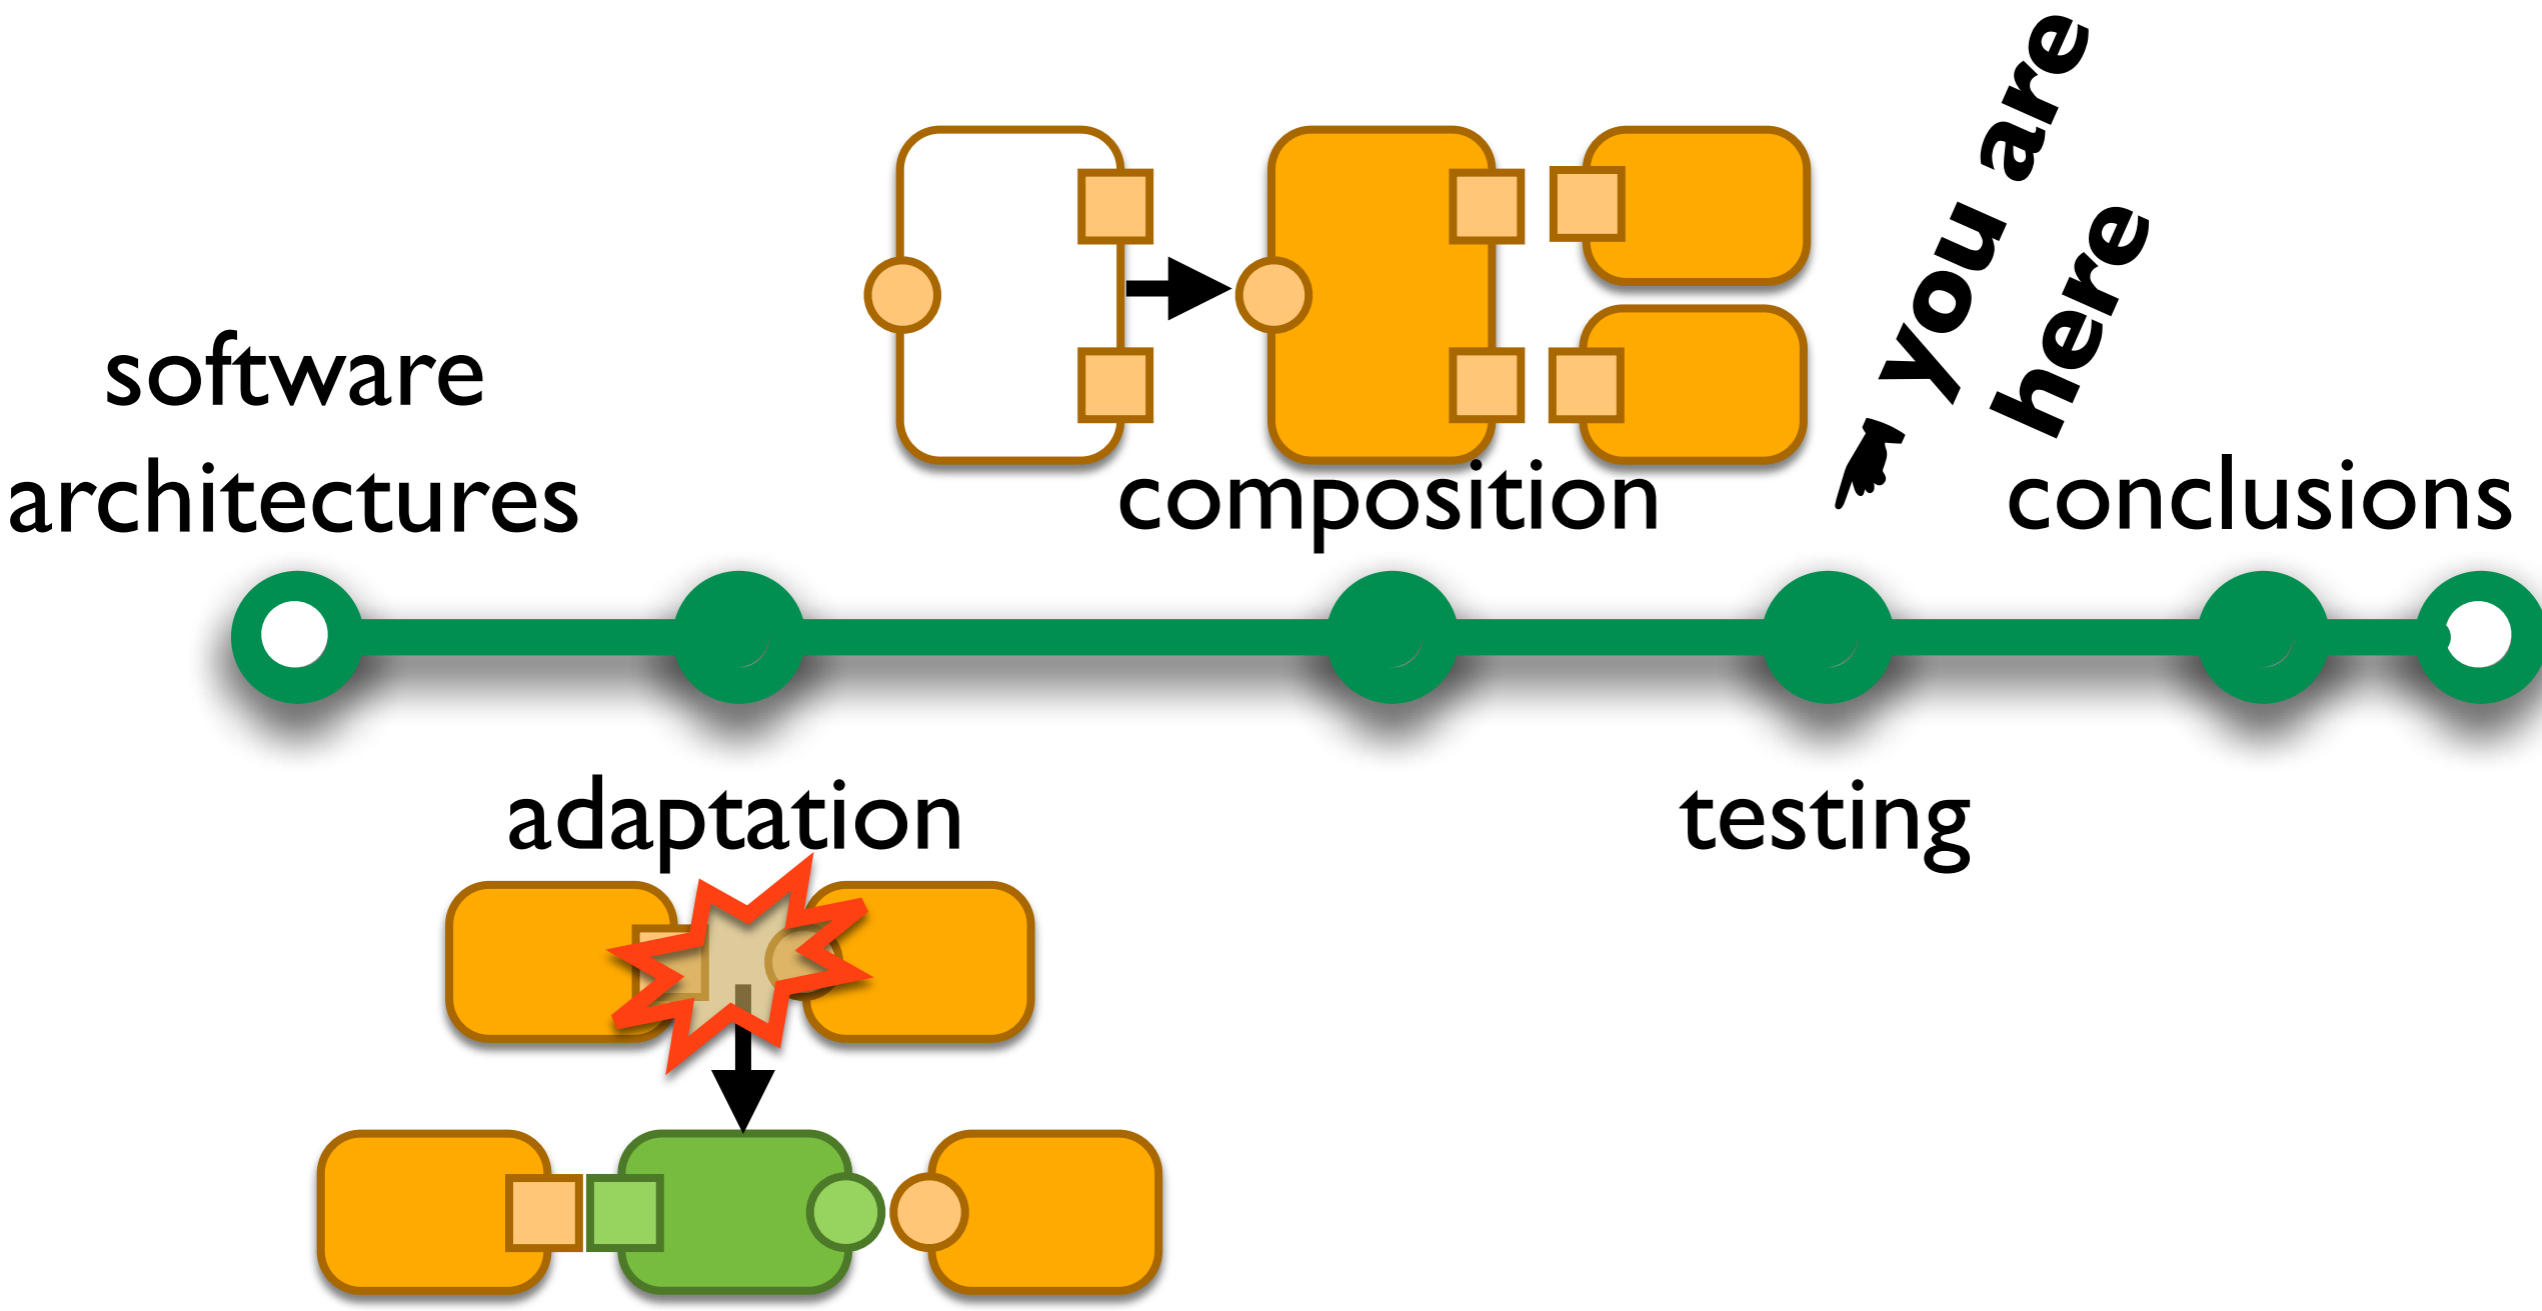 software
architectures
composition
you are
here
conclusions
adaptation
testing